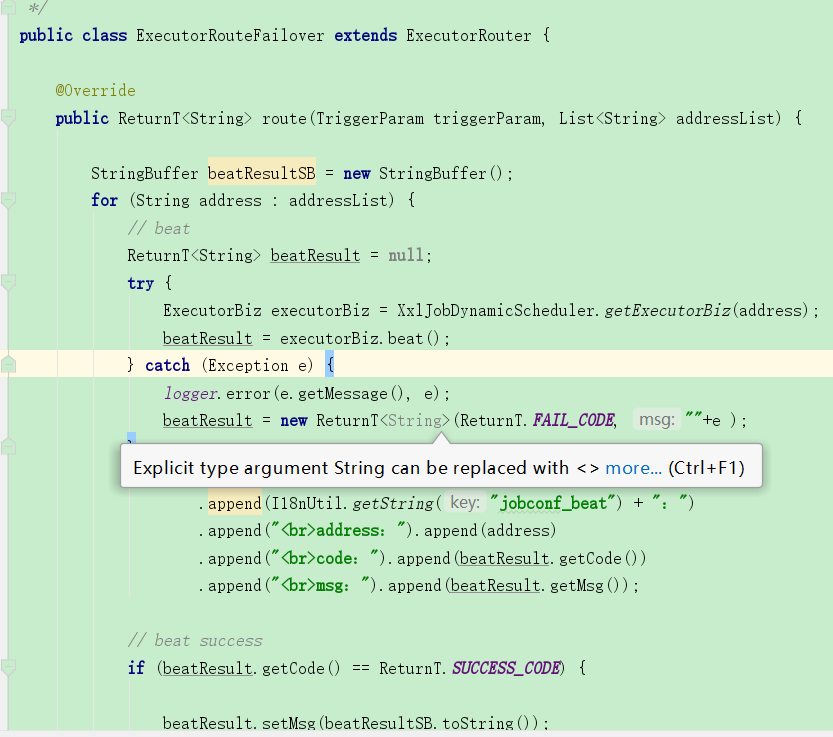 */
public class ExecutorRouteFailover extends ExecutorRouter {
@Override
public ReturnT<String> route(TriggerParam triggerParam, List<String> addressList) {
StringBuffer beatResultSB = new StringBuffer();
for (String address : addressList) {
// beat
ReturnT<String> beatResult = null;
try {
ExecutorBiz executorBiz = XxlJobDynamicScheduler.getExecutorBiz(address);
beatResult = executorBiz.beat();
} catch (Exception e) {
logger.error(e.getMessage(), e);
beatResult = new ReturnT<String>(ReturnT.FAIL_CODE, msg: ""+e );
Explicit type argument String can be replaced with <> more... (Ctrl+F1)
.append(I18nUtil.getString( key: "jobconf_beat") + "：")
.append("<br>address：").append(address)
.append("<br>code：").append(beatResult.getCode())
.append("<br>msg：").append(beatResult.getMsg());
// beat success
if (beatResult.getCode() == ReturnT.SUCCESS_CODE) {
beatResult.setMsg(beatResultSB.toString());